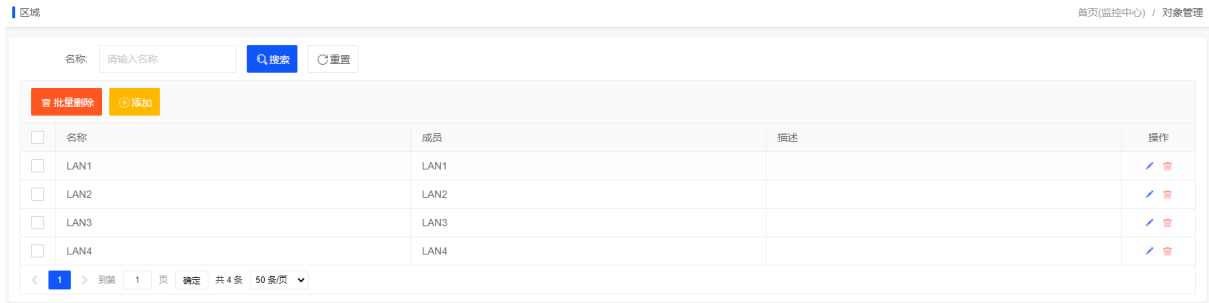 区域 首页(监控中心) / 对象管理
名称: 请输入名称 搜索 重置
批量删除 添加
名称 成员 描述 操作
LAN1 LAN1
LAN2 LAN2
LAN3 LAN3
LAN4 LAN4
1 到第 1 页 确定 共 4 条 50 条/页